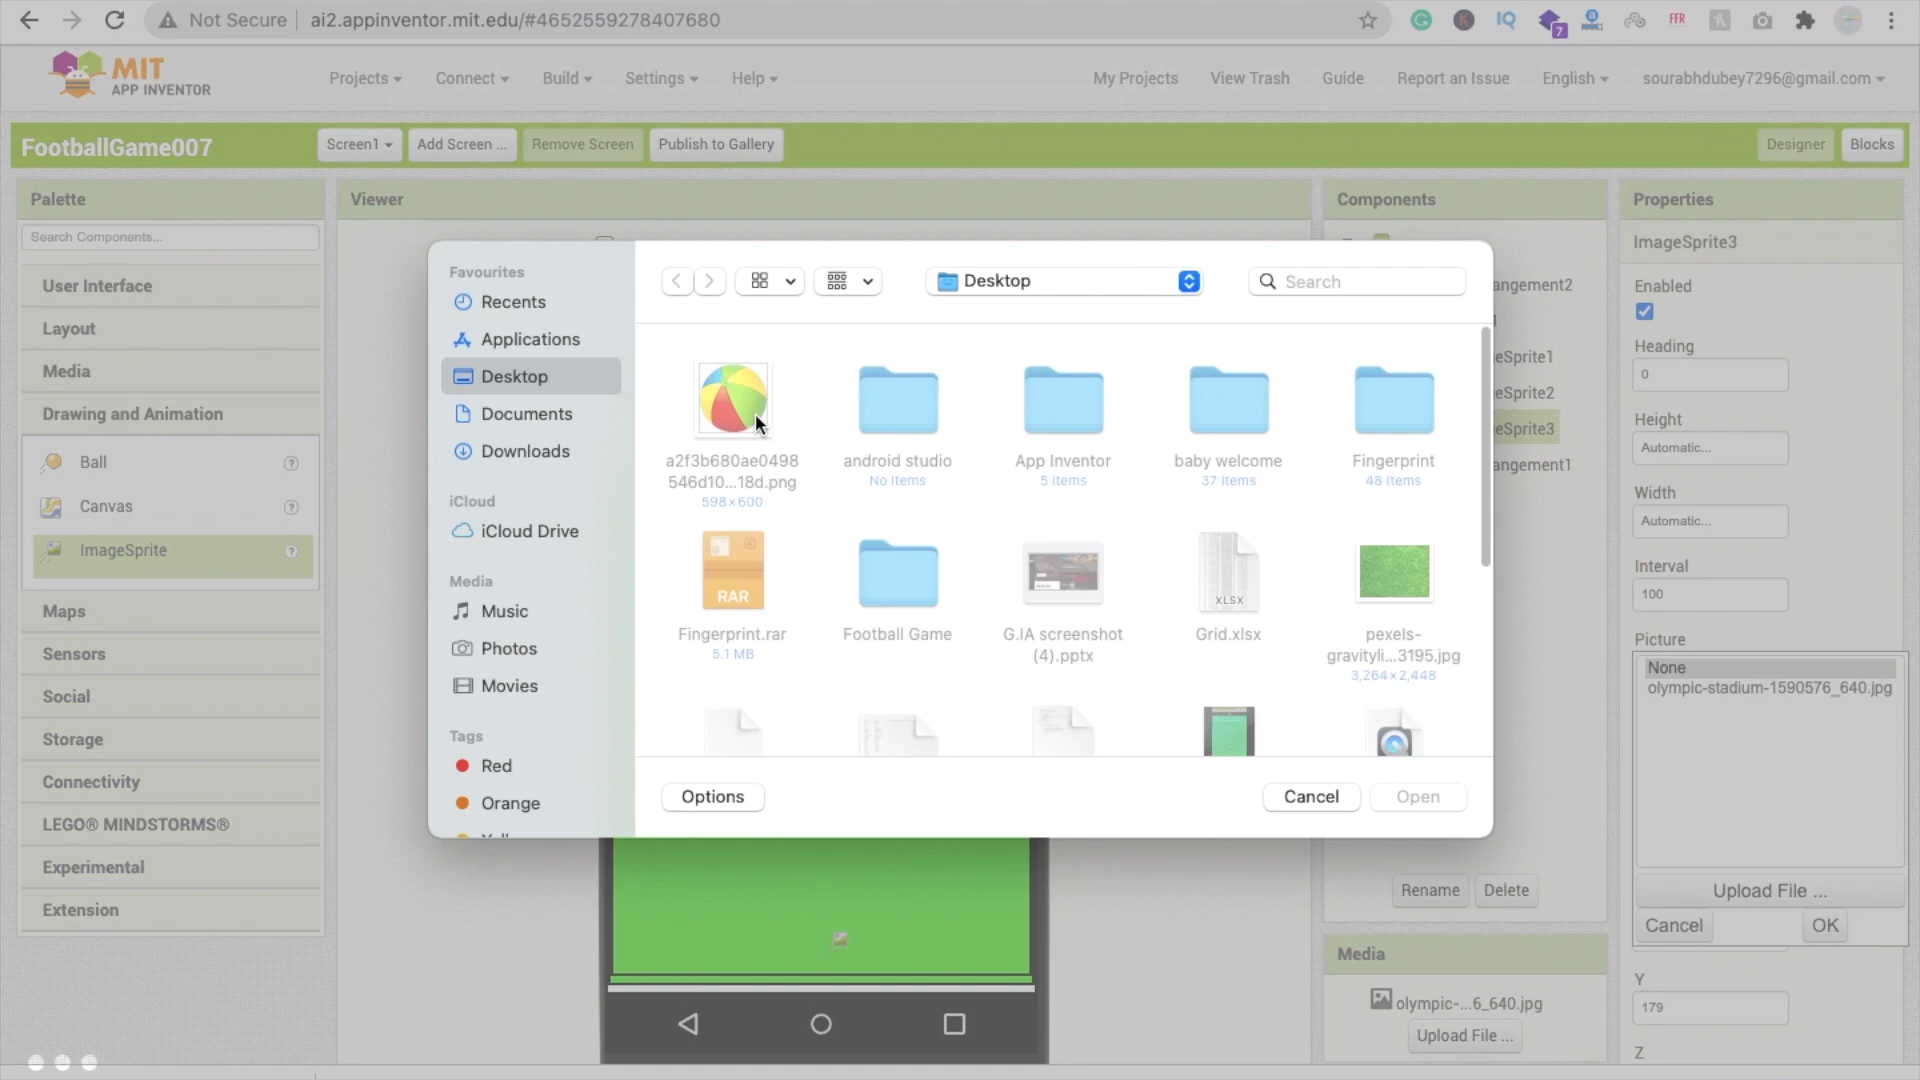 Not Secure
ai2.appinventor.mit.edu/#4652559278407680
IQ
7
FFR
MIT
APP INVENTOR
Projects
Connect
Build
Settings
Help
My Projects
View Trash
Guide
Report an Issue
English
sourabhdubey7296@gmail.com
FootballGame007
Screen1
Add Screen ...
Remove Screen
Publish to Gallery
Designer
Blocks
Palette
Search Components...
User Interface
Layout
Media
Drawing and Animation
Ball
?
Canvas
?
ImageSprite
?
Maps
Sensors
Social
Storage
Connectivity
LEGO® MINDSTORMS®
Experimental
Extension
Viewer
Favourites
Recents
Applications
Desktop
Documents
Downloads
iCloud
iCloud Drive
Media
Music
Photos
Movies
Tags
Red
Orange
Desktop
Search
a2f3b680ae0498
546d10...18d.png
598×600
android studio
No items
App Inventor
5 items
baby welcome
37 items
Fingerprint
48 items
RAR
Fingerprint.rar
5.1 MB
Football Game
G.IA screenshot
(4).pptx
XLSX
Grid.xlsx
pexels-
gravityli...3195.jpg
3,264×2,448
Options
Cancel
Open
Components
angement2
eSprite1
eSprite2
eSprite3
angement1
Rename
Delete
Media
olympic-...6_640.jpg
Upload File ...
Properties
ImageSprite3
Enabled
Heading
0
Height
Automatic...
Width
Automatic...
Interval
100
Picture
None
olympic-stadium-1590576_640.jpg
Upload File ...
Cancel
OK
Y
179
Z